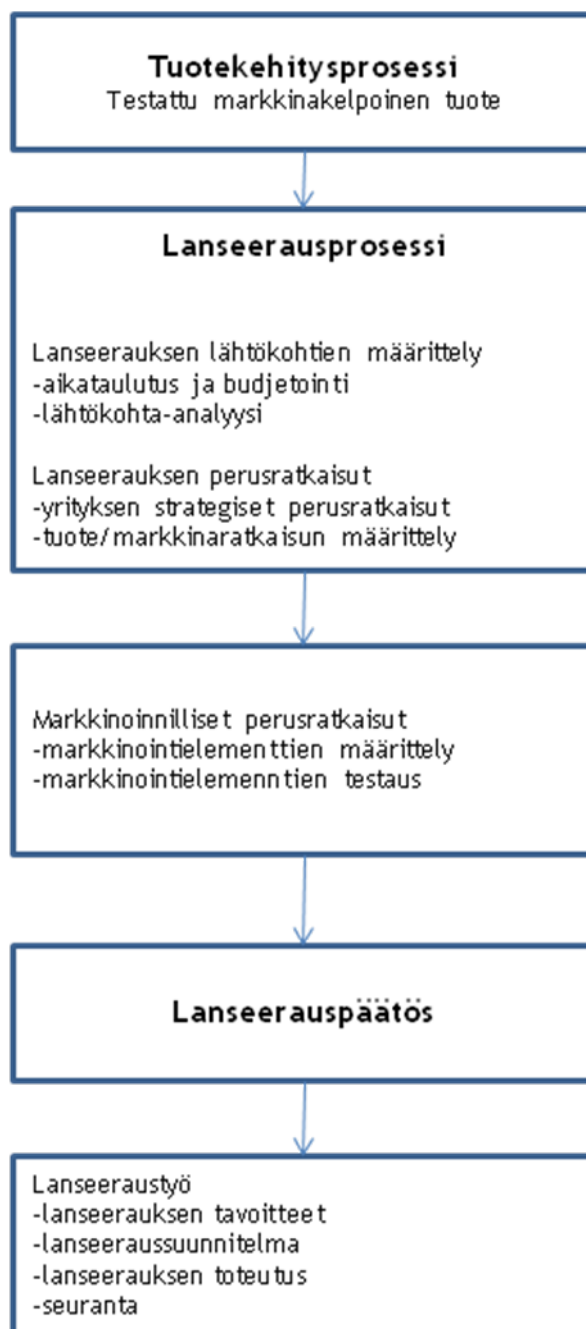 Tuotekehitysprosessi
Testattu markkinakelpoinen tuote
Lanseerausprosessi
Lanseerauksen lähtökohtien määrittely
-aikataulutus ja budjetointi
-lähtökohta-analyysi
Lanseerauksen perusratkaisut
-yrityksen strategiset perusratkaisut
-tuote/markkinaratkaisun määrittely
Markkinoinnilliset perusratkaisut
-markkinointielementtien määrittely
-markkinointielemenntien testaus
Lanseerauspäätös
Lanseeraustyö
-lanseerauksen tavoitteet
-lanseeraussuunnitelma
-lanseerauksen toteutus
-seuranta